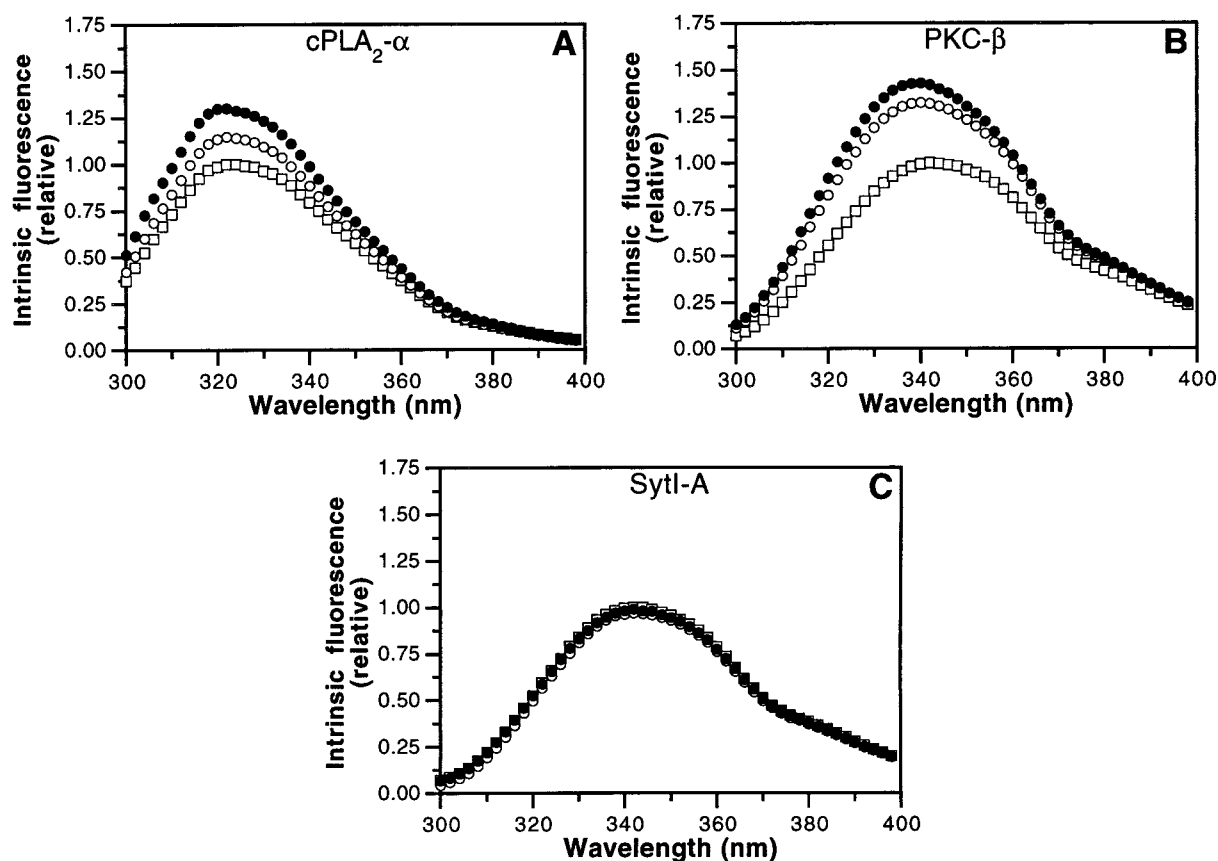 cPLA₂-α
A
1.75
1.50
1.25
1.00
0.75
0.50
0.25
0.00
Intrinsic fluorescence
(relative)
300 320 340 360 380 400
Wavelength (nm)
PKC-β
B
1.75
1.50
1.25
1.00
0.75
0.50
0.25
0.00
Intrinsic fluorescence
(relative)
300 320 340 360 380 400
Wavelength (nm)
SytI-A
C
1.75
1.50
1.25
1.00
0.75
0.50
0.25
0.00
Intrinsic fluorescence
(relative)
300 320 340 360 380 400
Wavelength (nm)